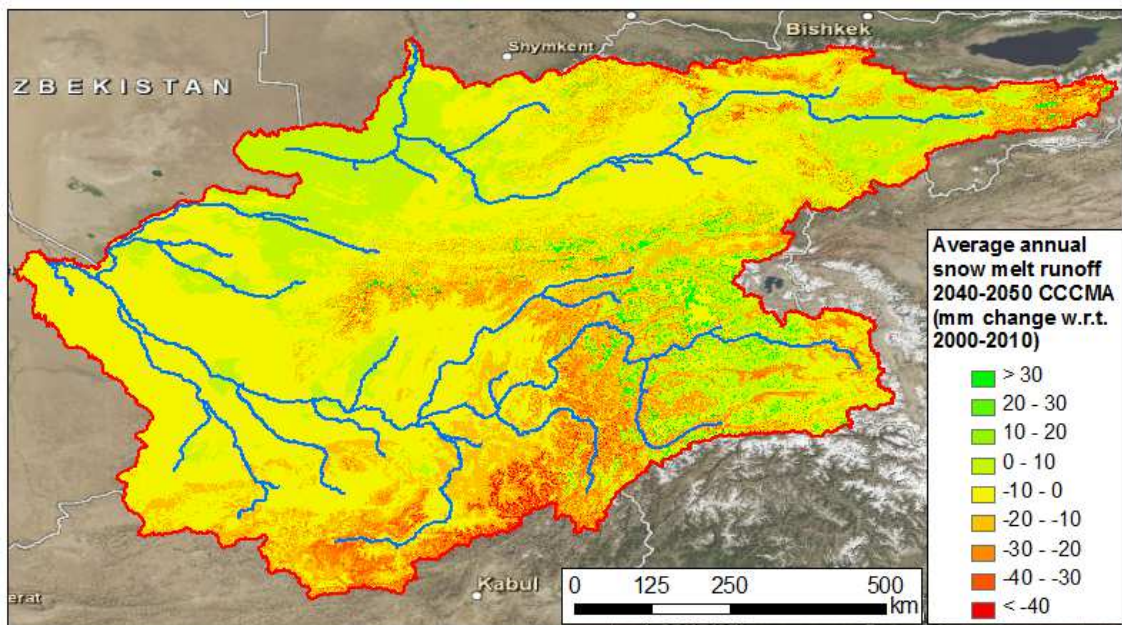 Shymkent
Bishkek
ZBEKISTAN
Average annual
snow melt runoff
2040-2050 CCCMA
(mm change w.r.t.
2000-2010)
> 30
20 - 30
10 - 20
0 - 10
-10 - 0
-20 - -10
-30 - -20
-40 - -30
< -40
Kabul
erat
0 125 250 500
km